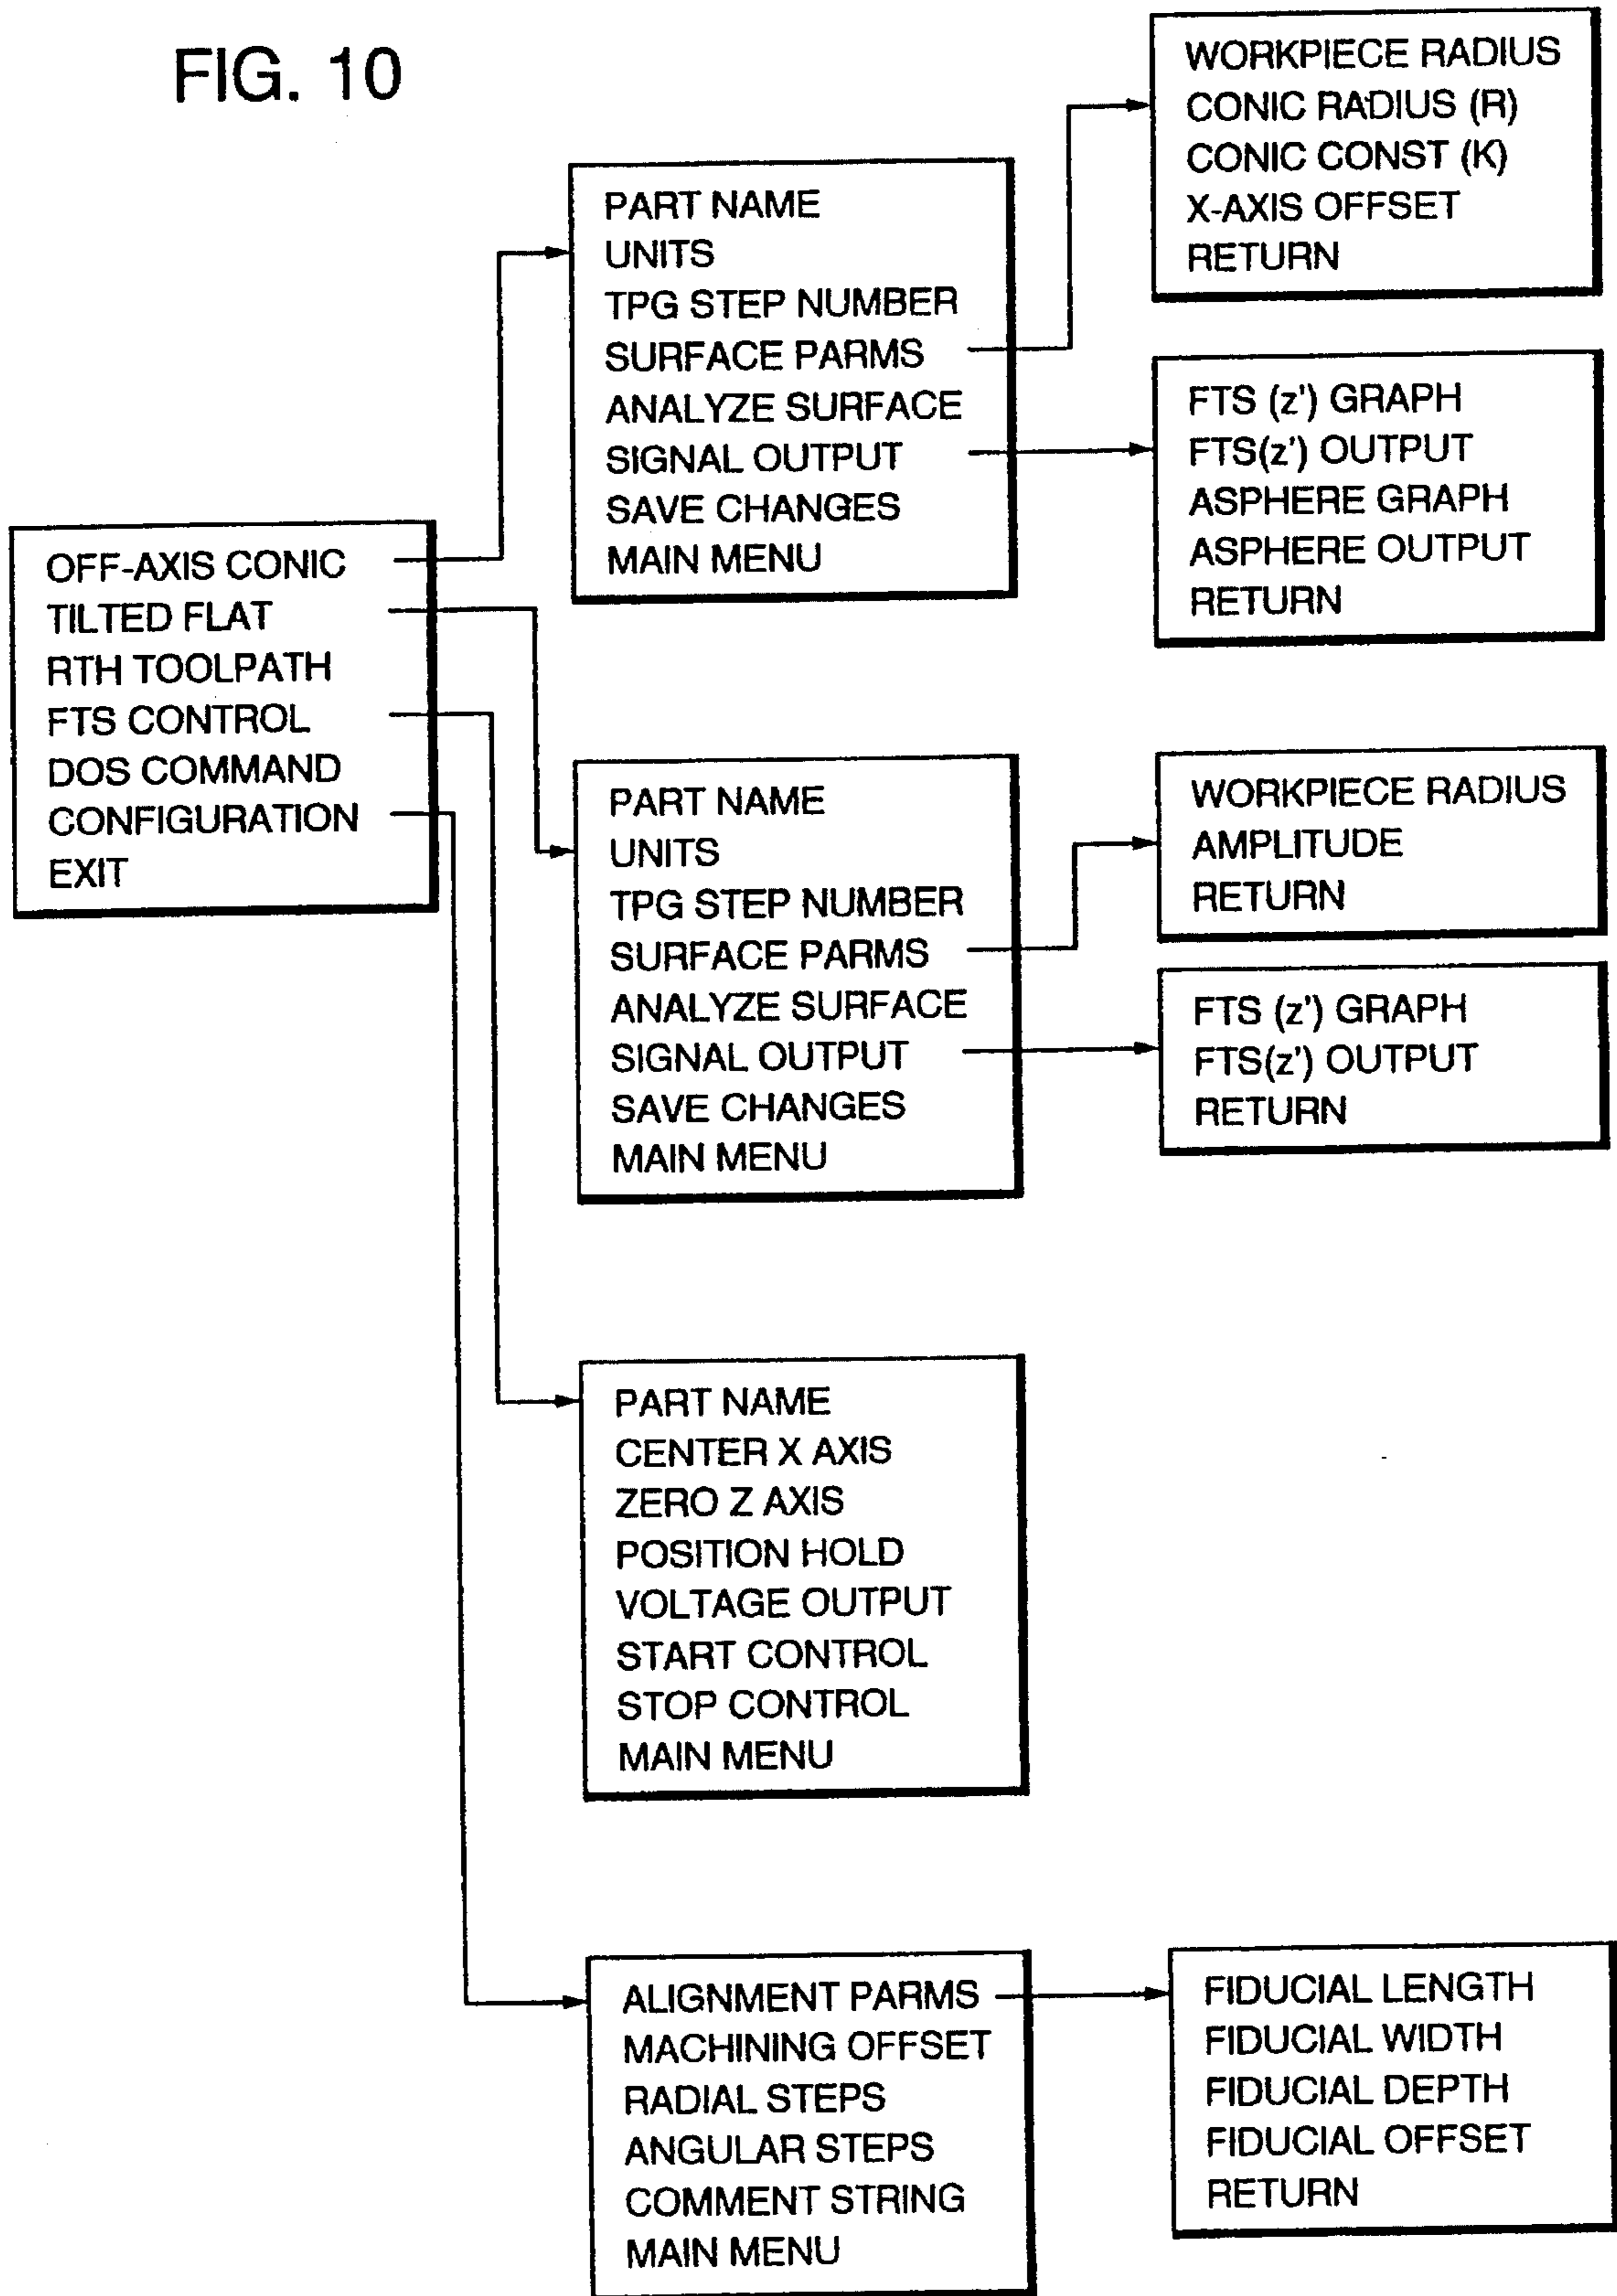 FIG. 10
OFF-AXIS CONIC
TILTED FLAT
RTH TOOLPATH
FTS CONTROL
DOS COMMAND
CONFIGURATION
EXIT
PART NAME
UNITS
TPG STEP NUMBER
SURFACE PARMS
ANALYZE SURFACE
SIGNAL OUTPUT
SAVE CHANGES
MAIN MENU
WORKPIECE RADIUS
CONIC RADIUS (R)
CONIC CONST (K)
X-AXIS OFFSET
RETURN
FTS (z') GRAPH
FTS(z') OUTPUT
ASPHERE GRAPH
ASPHERE OUTPUT
RETURN
PART NAME
UNITS
TPG STEP NUMBER
SURFACE PARMS
ANALYZE SURFACE
SIGNAL OUTPUT
SAVE CHANGES
MAIN MENU
WORKPIECE RADIUS
AMPLITUDE
RETURN
FTS (z') GRAPH
FTS(z') OUTPUT
RETURN
PART NAME
CENTER X AXIS
ZERO Z AXIS
POSITION HOLD
VOLTAGE OUTPUT
START CONTROL
STOP CONTROL
MAIN MENU
ALIGNMENT PARMS
MACHINING OFFSET
RADIAL STEPS
ANGULAR STEPS
COMMENT STRING
MAIN MENU
FIDUCIAL LENGTH
FIDUCIAL WIDTH
FIDUCIAL DEPTH
FIDUCIAL OFFSET
RETURN